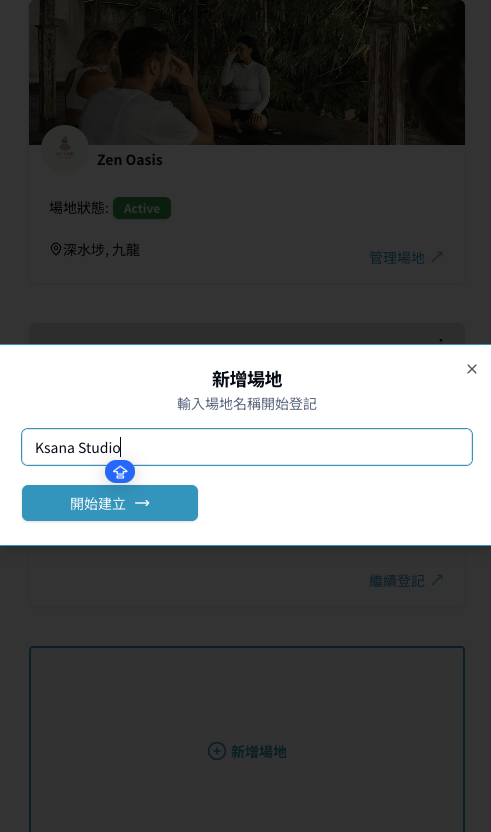 Zen Oasis
場地狀態: Active
深水埗, 九龍
管理場地
新增場地
輸入場地名稱開始登記
Ksana Studio
開始建立
繼續登記
新增場地